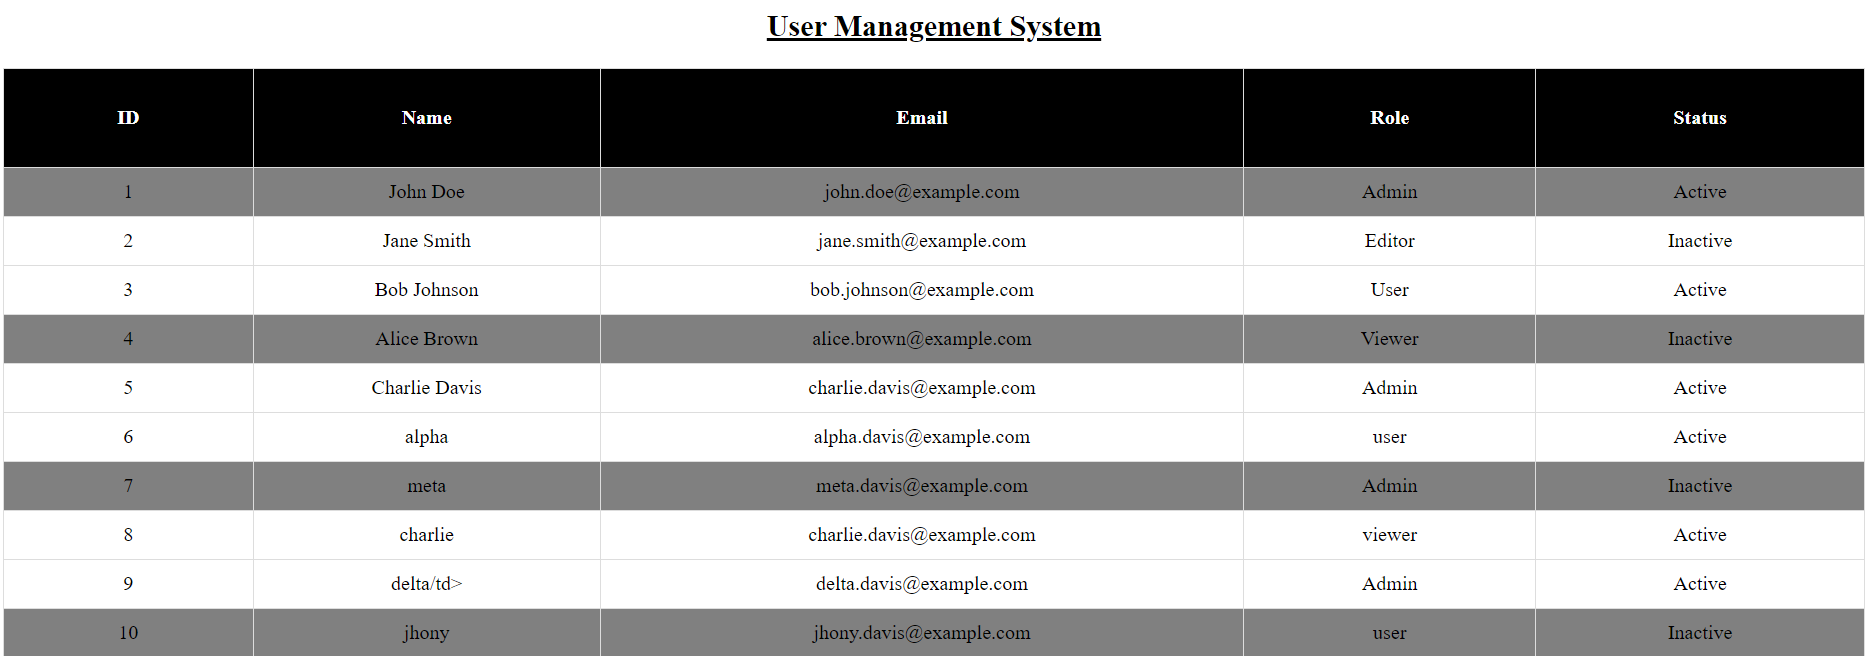 User Management System
ID Name Email Role Status
1 John Doe john.doe@example.com Admin Active
2 Jane Smith jane.smith@example.com Editor Inactive
3 Bob Johnson bob.johnson@example.com User Active
4 Alice Brown alice.brown@example.com Viewer Inactive
5 Charlie Davis charlie.davis@example.com Admin Active
6 alpha alpha.davis@example.com user Active
7 meta meta.davis@example.com Admin Inactive
8 charlie charlie.davis@example.com viewer Active
9 delta/td> delta.davis@example.com Admin Active
10 jhony jhony.davis@example.com user Inactive